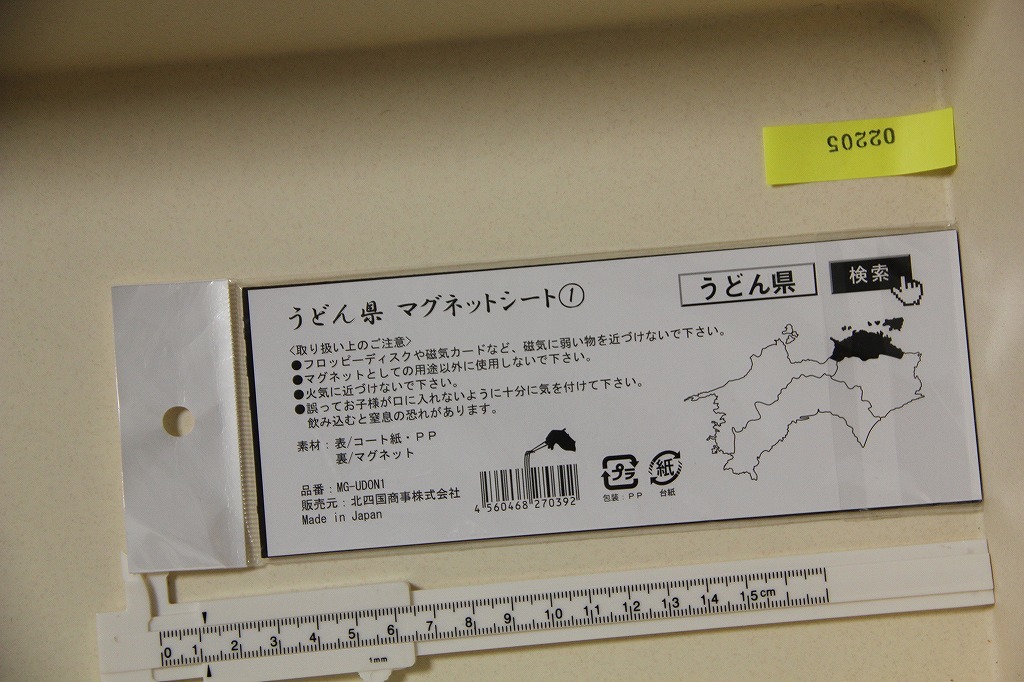 02205
うどん県 マグネットシート①
うどん県 検索
〈取り扱い上のご注意〉
●フロッピーディスクや磁気カードなど、磁気に弱い物を近づけないで下さい。
●マグネットとしての用途以外に使用しないで下さい。
●火気に近づけないで下さい。
●誤ってお子様が口に入れないように十分に気を付けて下さい。
飲み込むと窒息の恐れがあります。
素材：表/コート紙・PP
裏/マグネット
品番：MG-UDON1
販売元：北四国商事株式会社
Made in Japan
4 560468 270392
プラ
包装：PP
紙
台紙
0 1 2 3 4 5 6 7 8 9 10 11 12 13 14 15cm
1mm